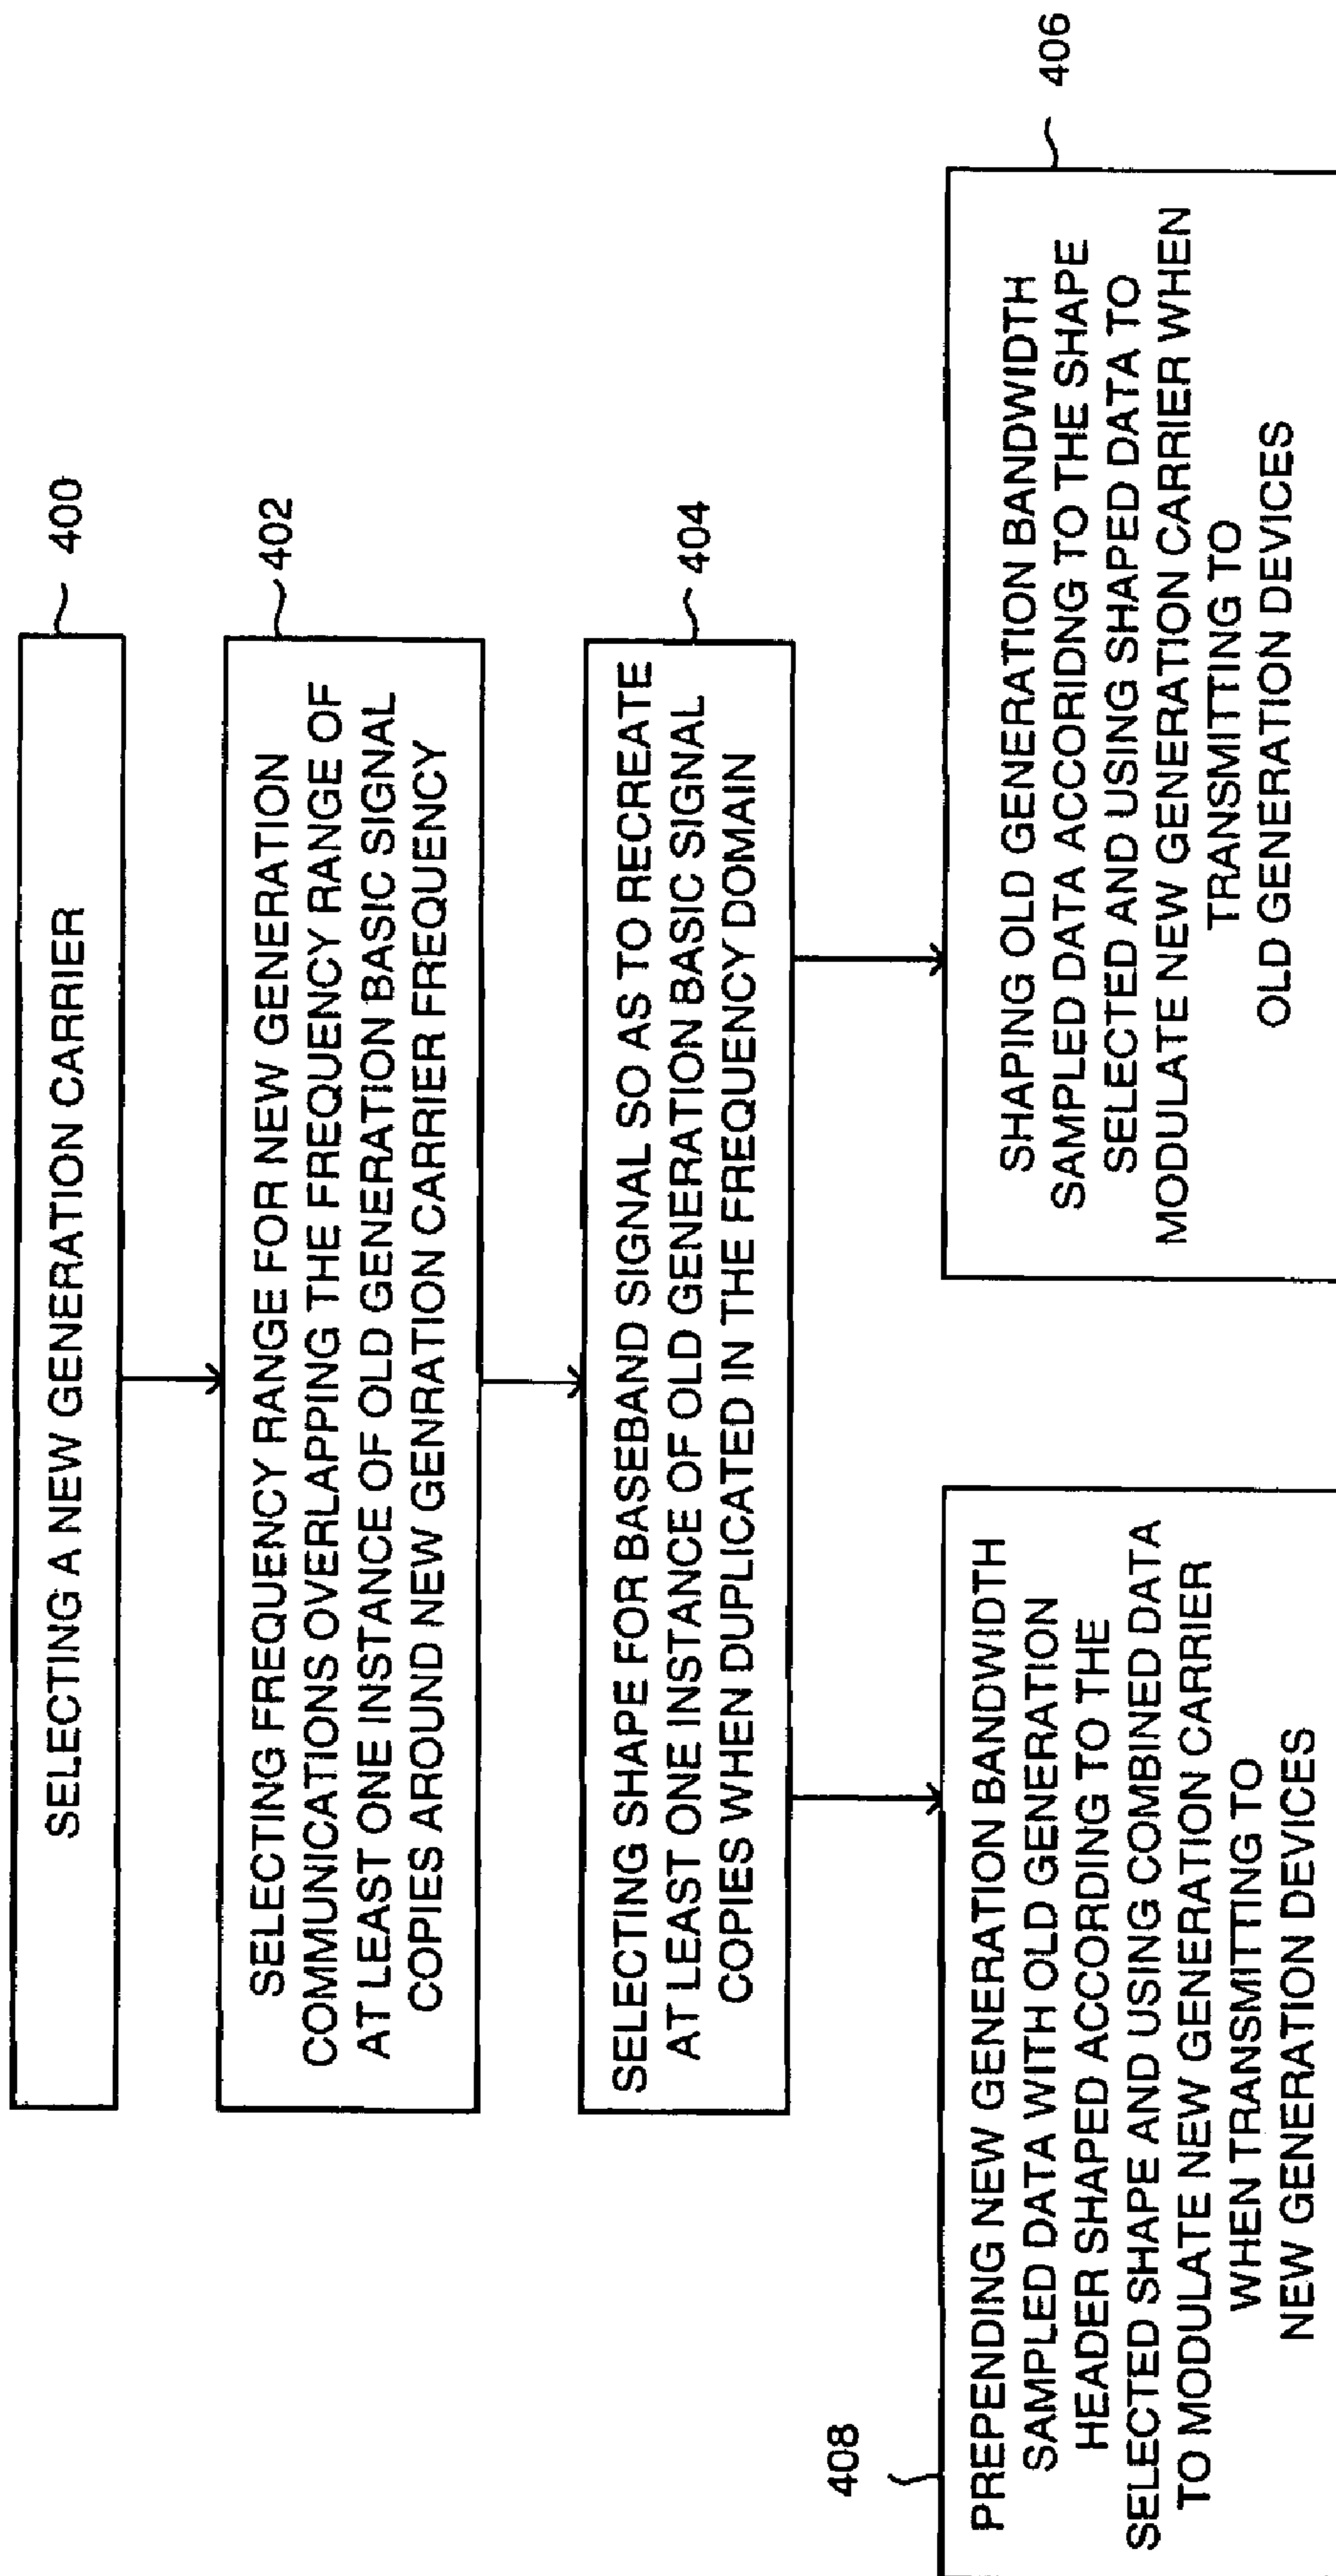 SELECTING A NEW GENERATION CARRIER
400
SELECTING FREQUENCY RANGE FOR NEW GENERATION
COMMUNICATIONS OVERLAPPING THE FREQUENCY RANGE OF
AT LEAST ONE INSTANCE OF OLD GENERATION BASIC SIGNAL
COPIES AROUND NEW GENRATION CARRIER FREQUENCY
402
SELECTING SHAPE FOR BASEBAND SIGNAL SO AS TO RECREATE
AT LEAST ONE INSTANCE OF OLD GENERATION BASIC SIGNAL
COPIES WHEN DUPLICATED IN THE FREQUENCY DOMAIN
404
408
PREPENDING NEW GENERATION BANDWIDTH
SAMPLED DATA WITH OLD GENERATION
HEADER SHAPED ACCORDING TO THE
SELECTED SHAPE AND USING COMBINED DATA
TO MODULATE NEW GENERATION CARRIER
WHEN TRANSMITTING TO
NEW GENERATION DEVICES
SHAPING OLD GENERATION BANDWIDTH
SAMPLED DATA ACCORIDNG TO THE SHAPE
SELECTED AND USING SHAPED DATA TO
MODULATE NEW GENERATION CARRIER WHEN
TRANSMITTING TO
OLD GENERATION DEVICES
406